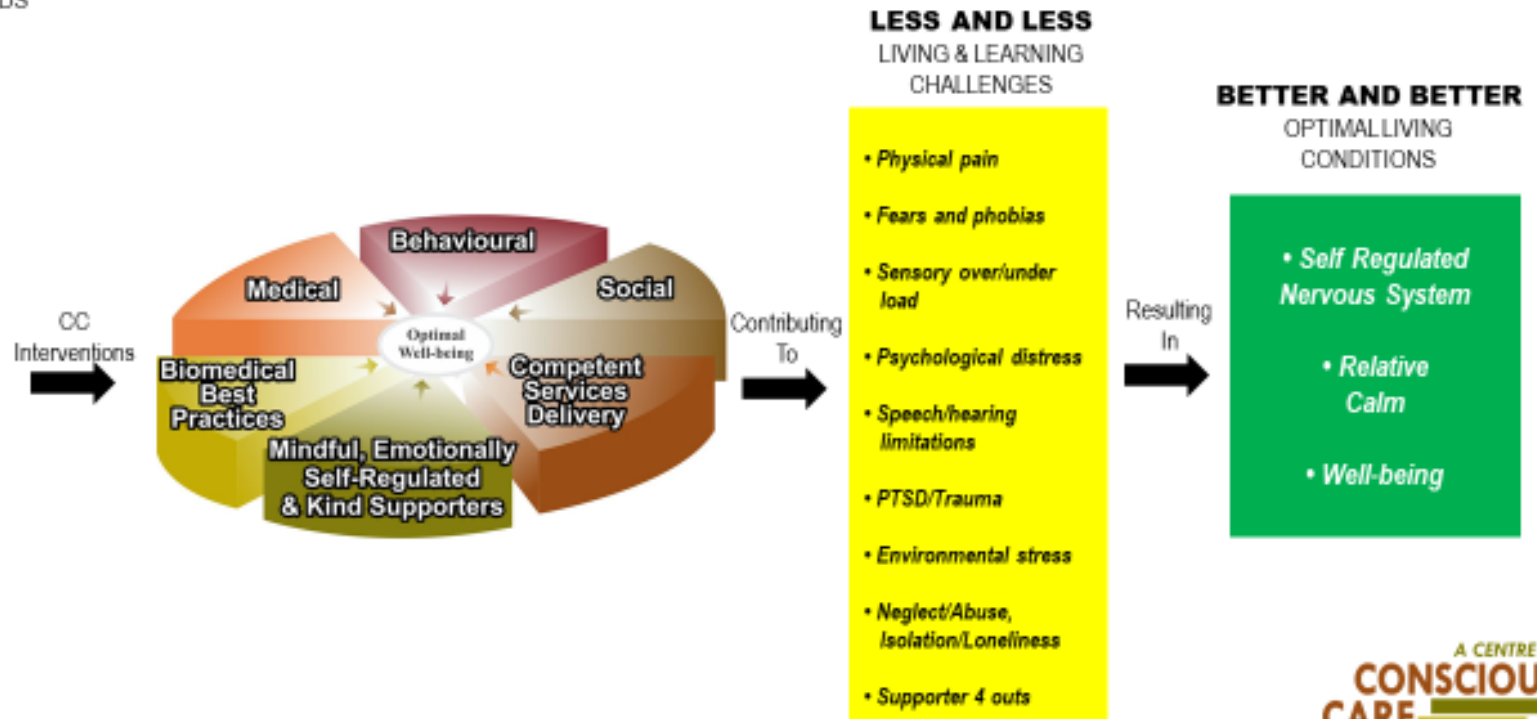 DS
CC
Interventions
Behavioural
Medical
Social
Optimal
Well-being
Biomedical
Best
Practices
Competent
Services
Delivery
Mindful, Emotionally
Self-Regulated
& Kind Supporters
Contributing
To
LESS AND LESS
LIVING & LEARNING
CHALLENGES
• Physical pain
• Fears and phobias
• Sensory over/under
load
• Psychological distress
• Speech/hearing
limitations
• PTSD/Trauma
• Environmental stress
• Neglect/Abuse,
Isolation/Loneliness
• Supporter 4 outs
Resulting
In
BETTER AND BETTER
OPTIMAL LIVING
CONDITIONS
• Self Regulated
Nervous System
• Relative
Calm
• Well-being
A CENTRE
CONSCIOU
CARE